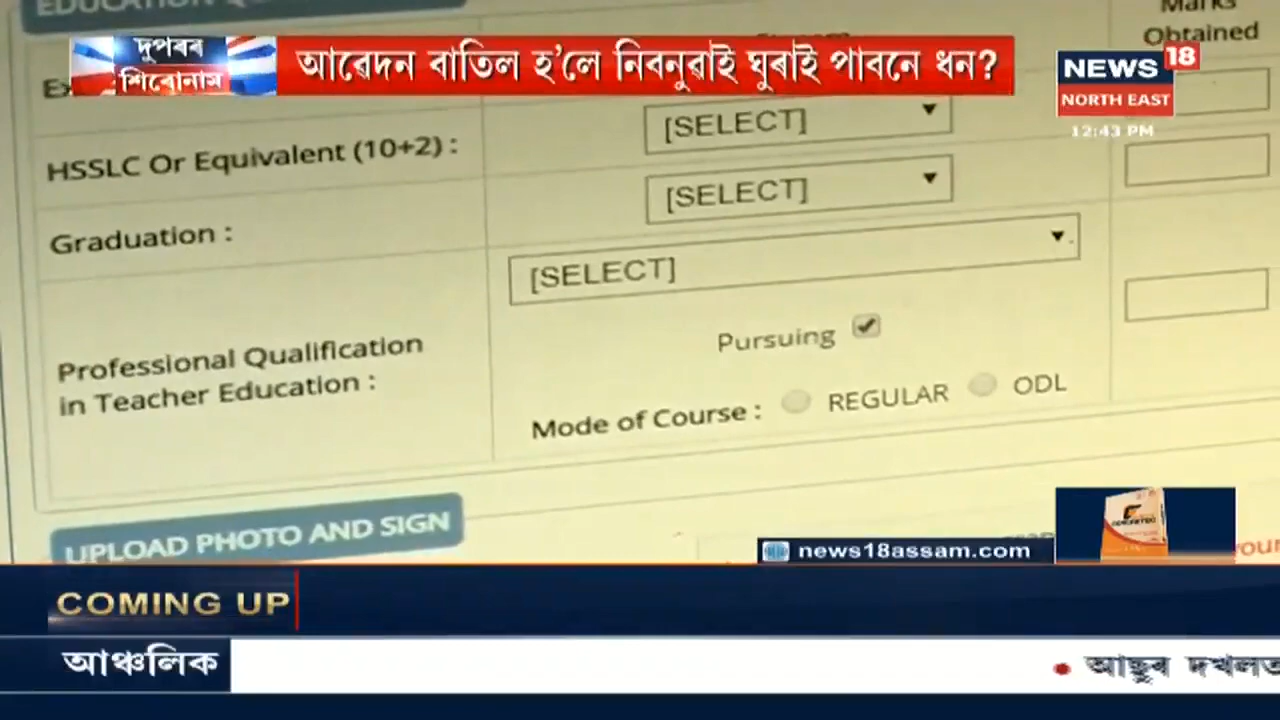 Marks
Obtained
দুপৰৰ
শিৰোনাম
আৱেদন বাতিল হ'লে নিবনুৱাই ঘূৰাই পাবনে ধন?
NEWS 18
NORTH EAST
12:43 PM
HSSLC Or Equivalent (10+2) :
[SELECT]
Graduation :
[SELECT]
[SELECT]
Professional Qualification
in Teacher Education :
Pursuing
Mode of Course : REGULAR ODL
UPLOAD PHOTO AND SIGN
news18assam.com
COMING UP
আঞ্চলিক
• আছুৰ দখলত